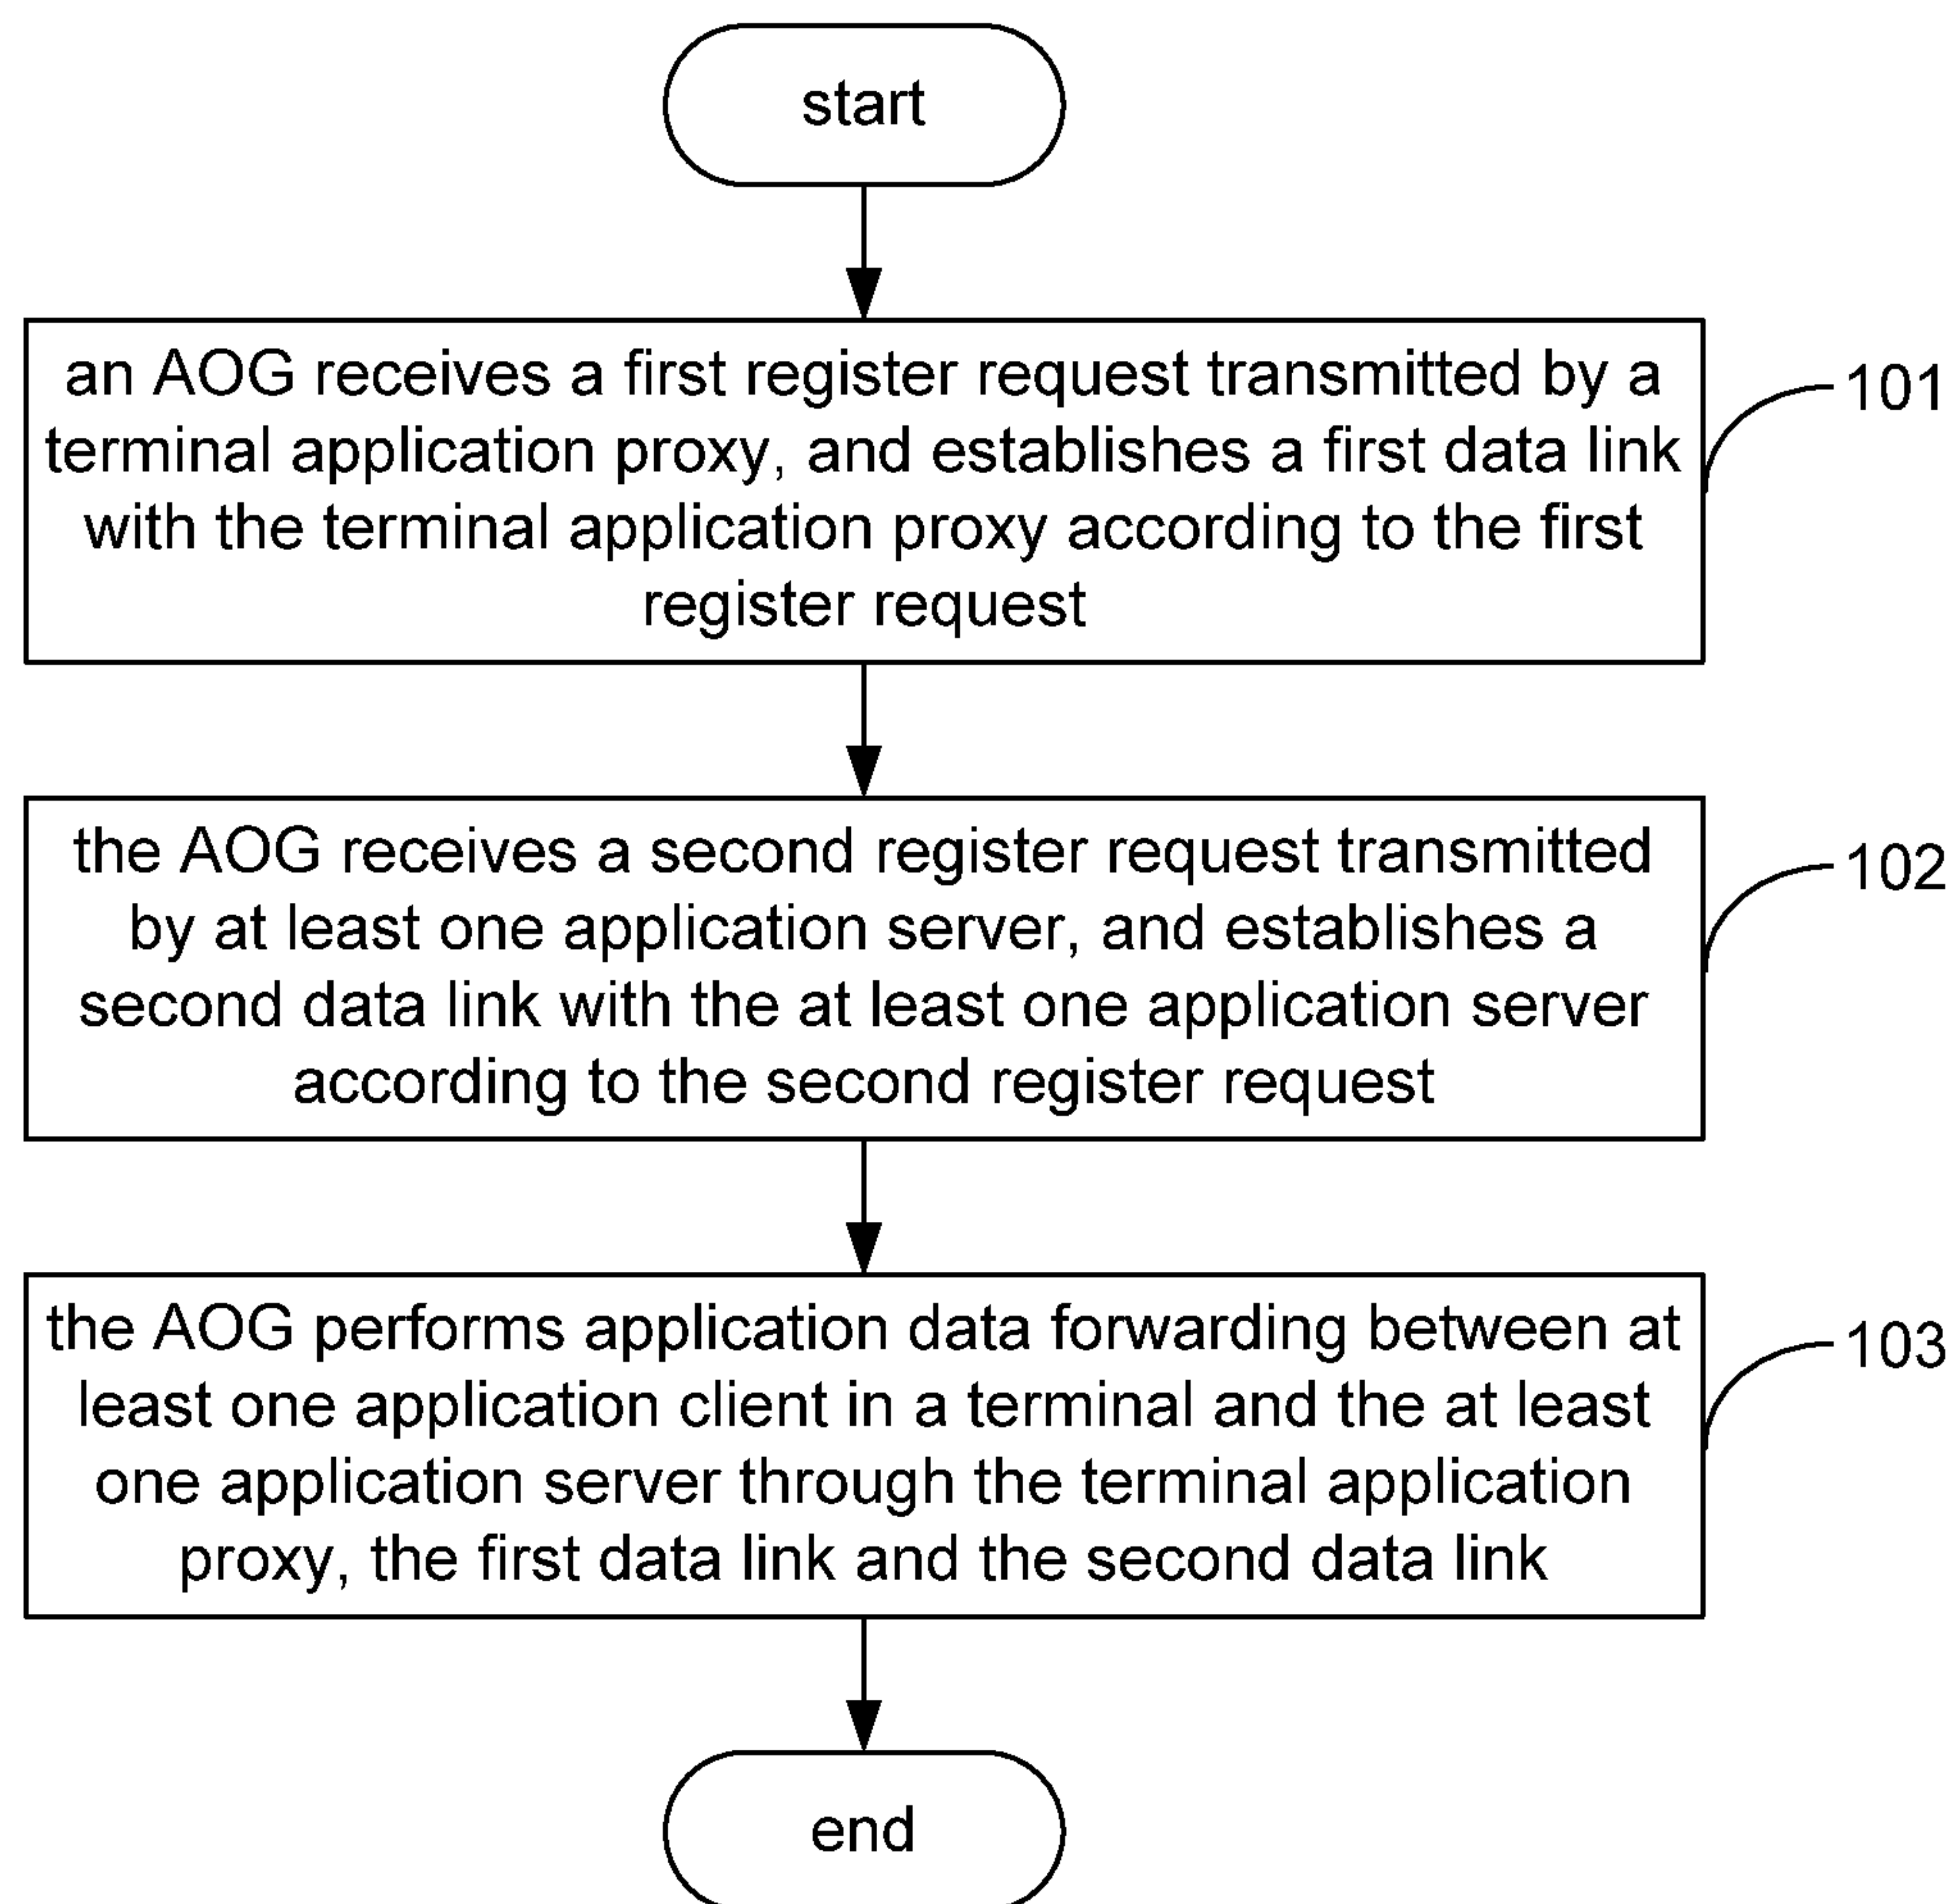 start
an AOG receives a first register request transmitted by a
terminal application proxy, and establishes a first data link
with the terminal application proxy according to the first
register request
101
the AOG receives a second register request transmitted
by at least one application server, and establishes a
second data link with the at least one application server
according to the second register request
102
the AOG performs application data forwarding between at
least one application client in a terminal and the at least
one application server through the terminal application
proxy, the first data link and the second data link
103
end